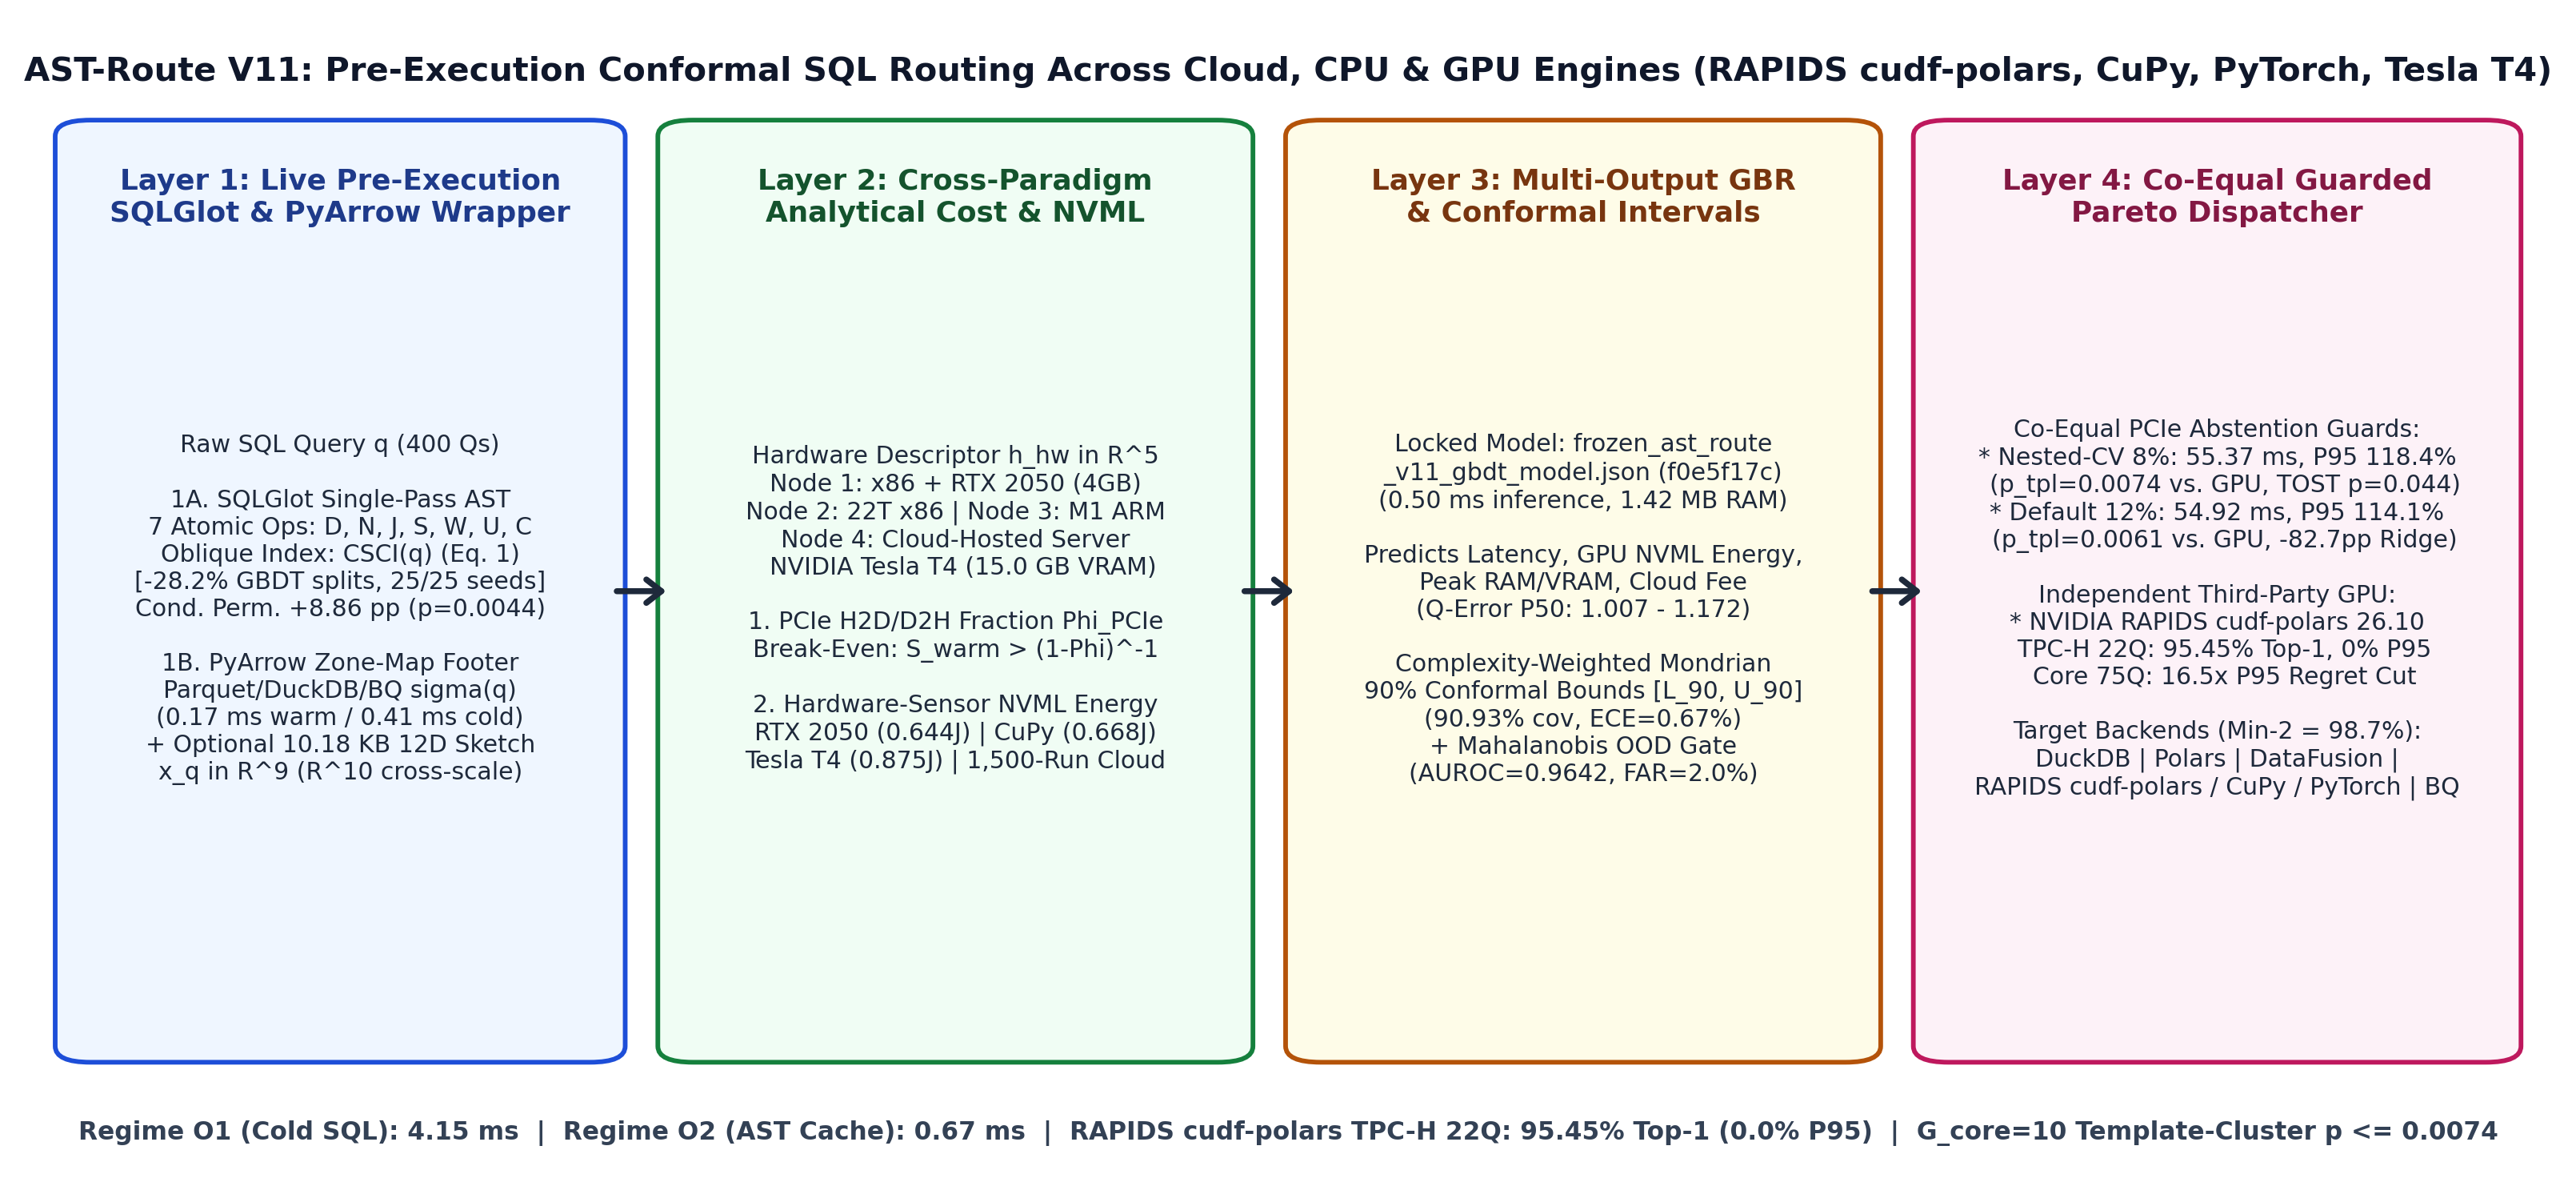 AST-Route V11: Pre-Execution Conformal SQL Routing Across Cloud, CPU & GPU Engines (RAPIDS cudf-polars, CuPy, PyTorch, Tesla T4)
Layer 1: Live Pre-Execution
SQLGlot & PyArrow Wrapper
Raw SQL Query q (400 Qs)
1A. SQLGlot Single-Pass AST
7 Atomic Ops: D, N, J, S, W, U, C
Oblique Index: CSCI(q) (Eq. 1)
[-28.2% GBDT splits, 25/25 seeds]
Cond. Perm. +8.86 pp (p=0.0044)
1B. PyArrow Zone-Map Footer
Parquet/DuckDB/BQ sigma(q)
(0.17 ms warm / 0.41 ms cold)
+ Optional 10.18 KB 12D Sketch
x_q in R^9 (R^10 cross-scale)
Layer 2: Cross-Paradigm
Analytical Cost & NVML
Hardware Descriptor h_hw in R^5
Node 1: x86 + RTX 2050 (4GB)
Node 2: 22T x86 | Node 3: M1 ARM
Node 4: Cloud-Hosted Server
NVIDIA Tesla T4 (15.0 GB VRAM)
1. PCIe H2D/D2H Fraction Phi_PCIe
Break-Even: S_warm > (1-Phi)^-1
2. Hardware-Sensor NVML Energy
RTX 2050 (0.644J) | CuPy (0.668J)
Tesla T4 (0.875J) | 1,500-Run Cloud
Layer 3: Multi-Output GBR
& Conformal Intervals
Locked Model: frozen_ast_route
_v11_gbdt_model.json (f0e5f17c)
(0.50 ms inference, 1.42 MB RAM)
Predicts Latency, GPU NVML Energy,
Peak RAM/VRAM, Cloud Fee
(Q-Error P50: 1.007 - 1.172)
Complexity-Weighted Mondrian
90% Conformal Bounds [L_90, U_90]
(90.93% cov, ECE=0.67%)
+ Mahalanobis OOD Gate
(AUROC=0.9642, FAR=2.0%)
Layer 4: Co-Equal Guarded
Pareto Dispatcher
Co-Equal PCIe Abstention Guards:
* Nested-CV 8%: 55.37 ms, P95 118.4%
(p_tpl=0.0074 vs. GPU, TOST p=0.044)
* Default 12%: 54.92 ms, P95 114.1%
(p_tpl=0.0061 vs. GPU, -82.7pp Ridge)
Independent Third-Party GPU:
* NVIDIA RAPIDS cudf-polars 26.10
TPC-H 22Q: 95.45% Top-1, 0% P95
Core 75Q: 16.5x P95 Regret Cut
Target Backends (Min-2 = 98.7%):
DuckDB | Polars | DataFusion |
RAPIDS cudf-polars / CuPy / PyTorch | BQ
Regime O1 (Cold SQL): 4.15 ms | Regime O2 (AST Cache): 0.67 ms | RAPIDS cudf-polars TPC-H 22Q: 95.45% Top-1 (0.0% P95) | G_core=10 Template-Cluster p <= 0.0074